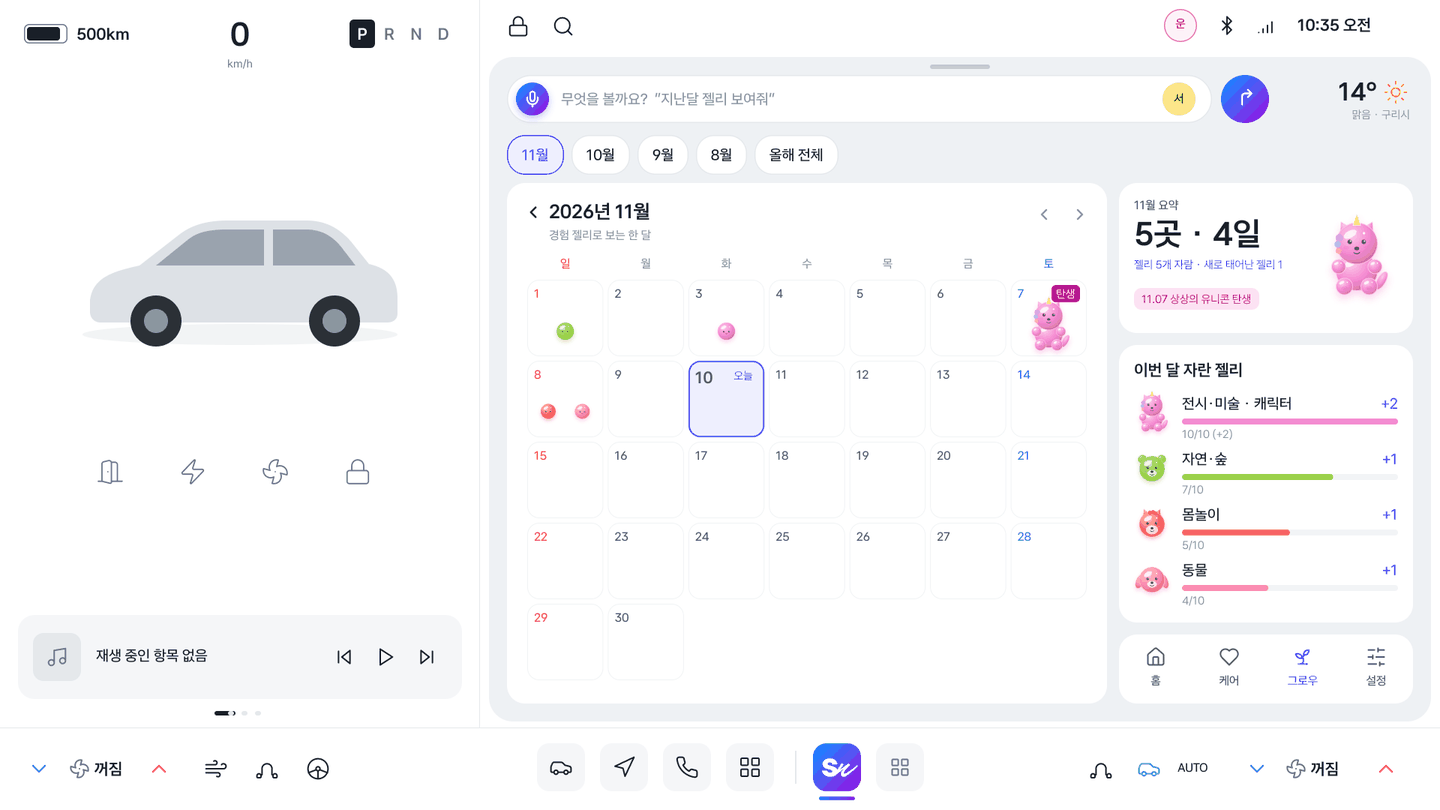 500km
0
km/h
P R N D
운
10:35 오전
무엇을 볼까요? "지난달 젤리 보여줘"
서
14°
맑음 · 구리시
11월
10월
9월
8월
올해 전체
2026년 11월
경험 젤리로 보는 한 달
일 월 화 수 목 금 토
1 2 3 4 5 6 7 탄생
8 9 10 오늘 11 12 13 14
15 16 17 18 19 20 21
22 23 24 25 26 27 28
29 30
11월 요약
5곳 · 4일
젤리 5개 자람 · 새로 태어난 젤리 1
11.07 상상의 유니콘 탄생
이번 달 자란 젤리
전시·미술 · 캐릭터 +2
10/10 (+2)
자연·숲 +1
7/10
몸놀이 +1
5/10
동물 +1
4/10
홈 케어 그로우 설정
재생 중인 항목 없음
꺼짐
Su
AUTO
꺼짐